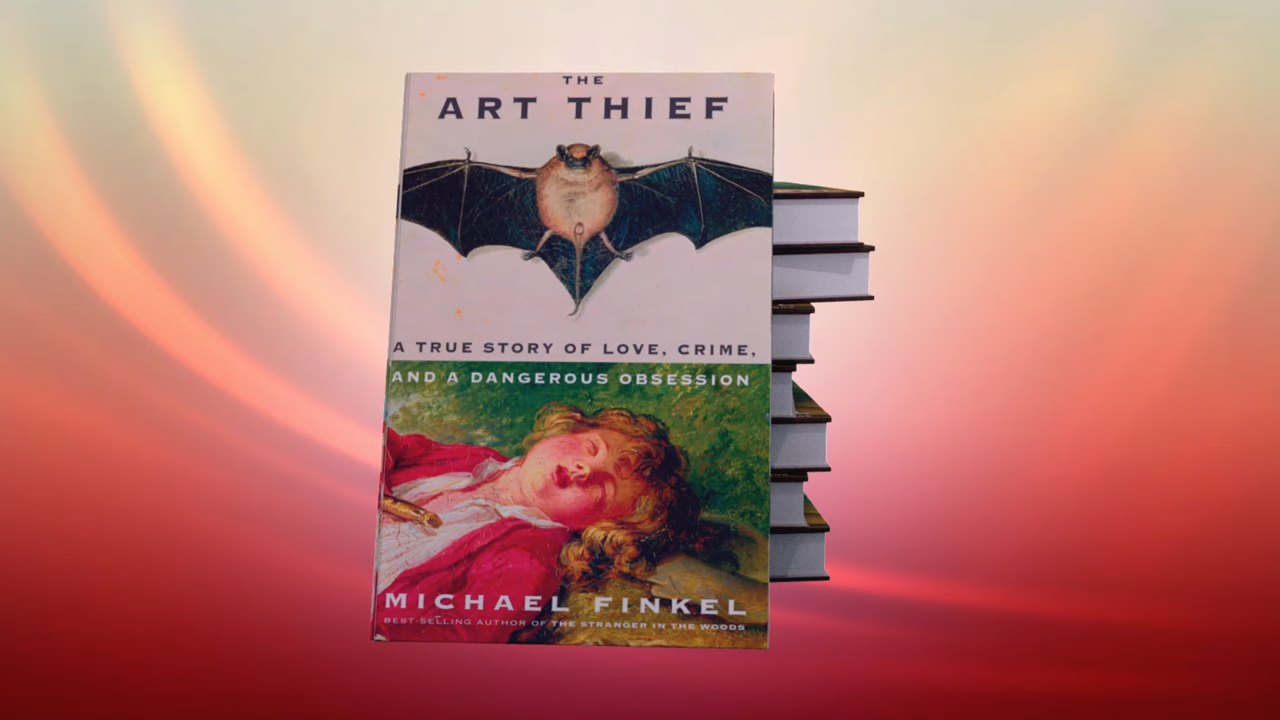 THE
ART THIEF
A TRUE STORY OF LOVE, CRIME,
AND A DANGEROUS OBSESSION
MICHAEL FINKEL
BEST-SELLING AUTHOR OF THE STRANGER IN THE WOODS